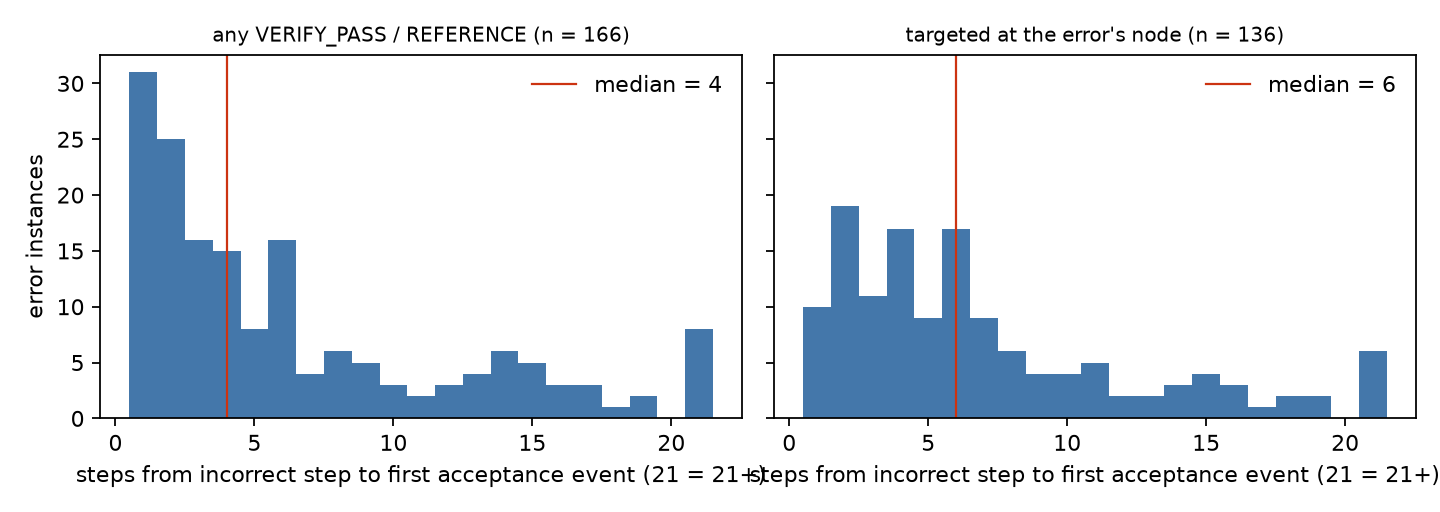 any VERIFY_PASS / REFERENCE (n = 166)
targeted at the error's node (n = 136)
median = 4
median = 6
error instances
30
25
20
15
10
5
0
0 5 10 15 20
0 5 10 15 20
steps from incorrect step to first acceptance event (21 = 21+)
steps from incorrect step to first acceptance event (21 = 21+)